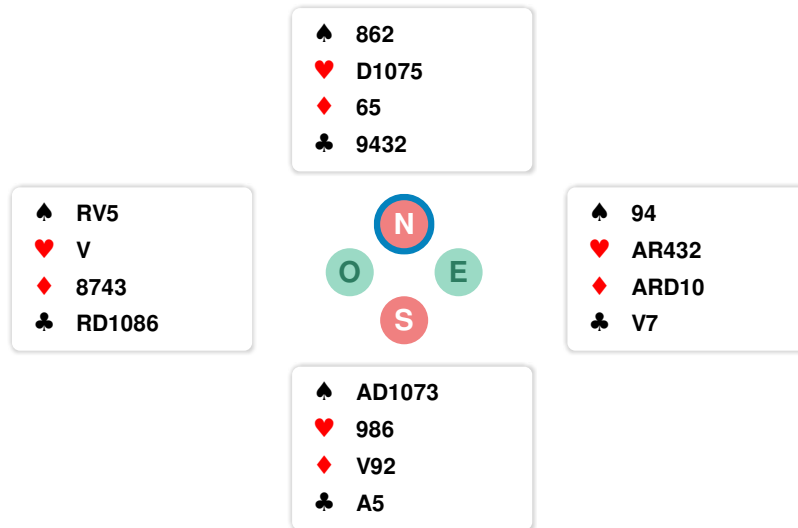 ♠ 862
♥ D1075
♦ 65
♣ 9432
♠ RV5
♥ V
♦ 8743
♣ RD1086
N
O E
S
♠ 94
♥ AR432
♦ ARD10
♣ V7
♠ AD1073
♥ 986
♦ V92
♣ A5